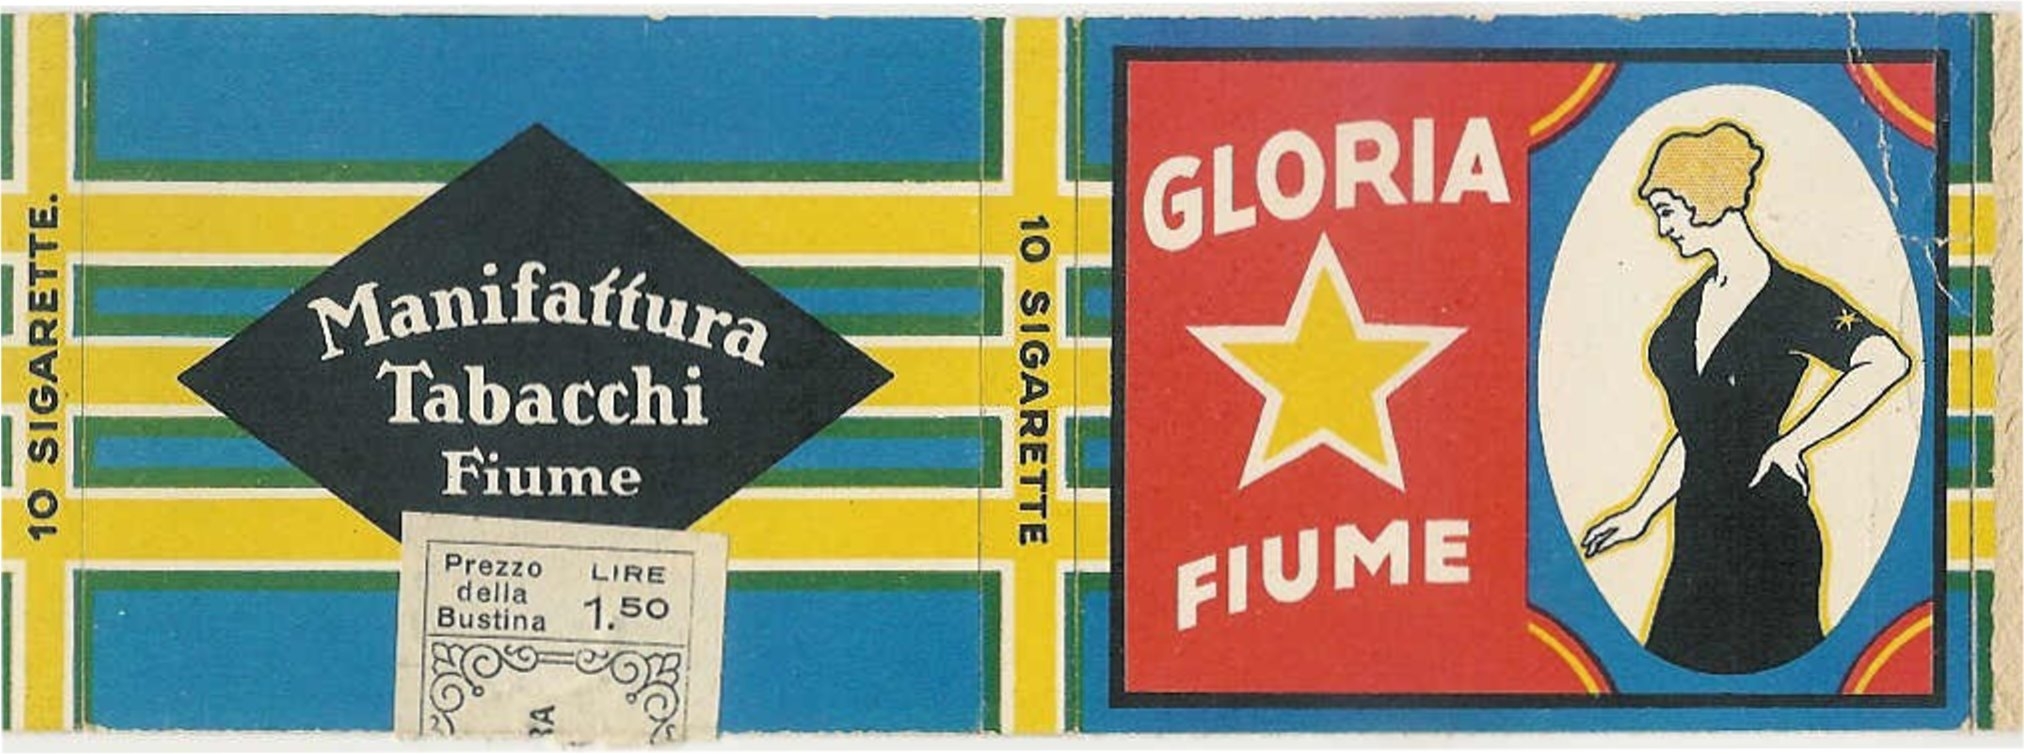 10 SIGARETTE.
Manifattura
Tabacchi
Fiume
Prezzo
della
Bustina
LIRE
1.50
10 SIGARETTE
GLORIA
FIUME